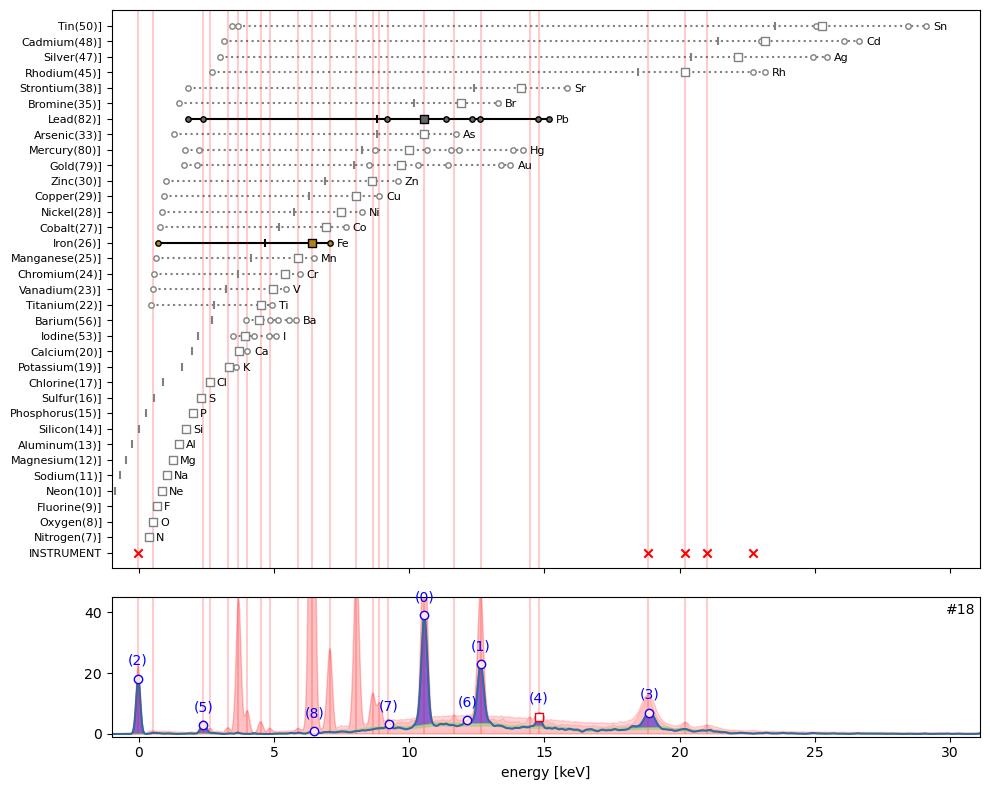 Tin(50)] Sn
Cadmium(48)] Cd
Silver(47)] Ag
Rhodium(45)] Rh
Strontium(38)] Sr
Bromine(35)] Br
Lead(82)] Pb
Arsenic(33)] As
Mercury(80)] Hg
Gold(79)] Au
Zinc(30)] Zn
Copper(29)] Cu
Nickel(28)] Ni
Cobalt(27)] Co
Iron(26)] Fe
Manganese(25)] Mn
Chromium(24)] Cr
Vanadium(23)] V
Titanium(22)] Ti
Barium(56)] Ba
Iodine(53)] I
Calcium(20)] Ca
Potassium(19)] K
Chlorine(17)] Cl
Sulfur(16)] S
Phosphorus(15)] P
Silicon(14)] Si
Aluminum(13)] Al
Magnesium(12)] Mg
Sodium(11)] Na
Neon(10)] Ne
Fluorine(9)] F
Oxygen(8)] O
Nitrogen(7)] N
INSTRUMENT
#18
40
20
0
(2) (5) (8) (7) (0) (6) (1) (4) (3)
0 5 10 15 20 25 30
energy [keV]